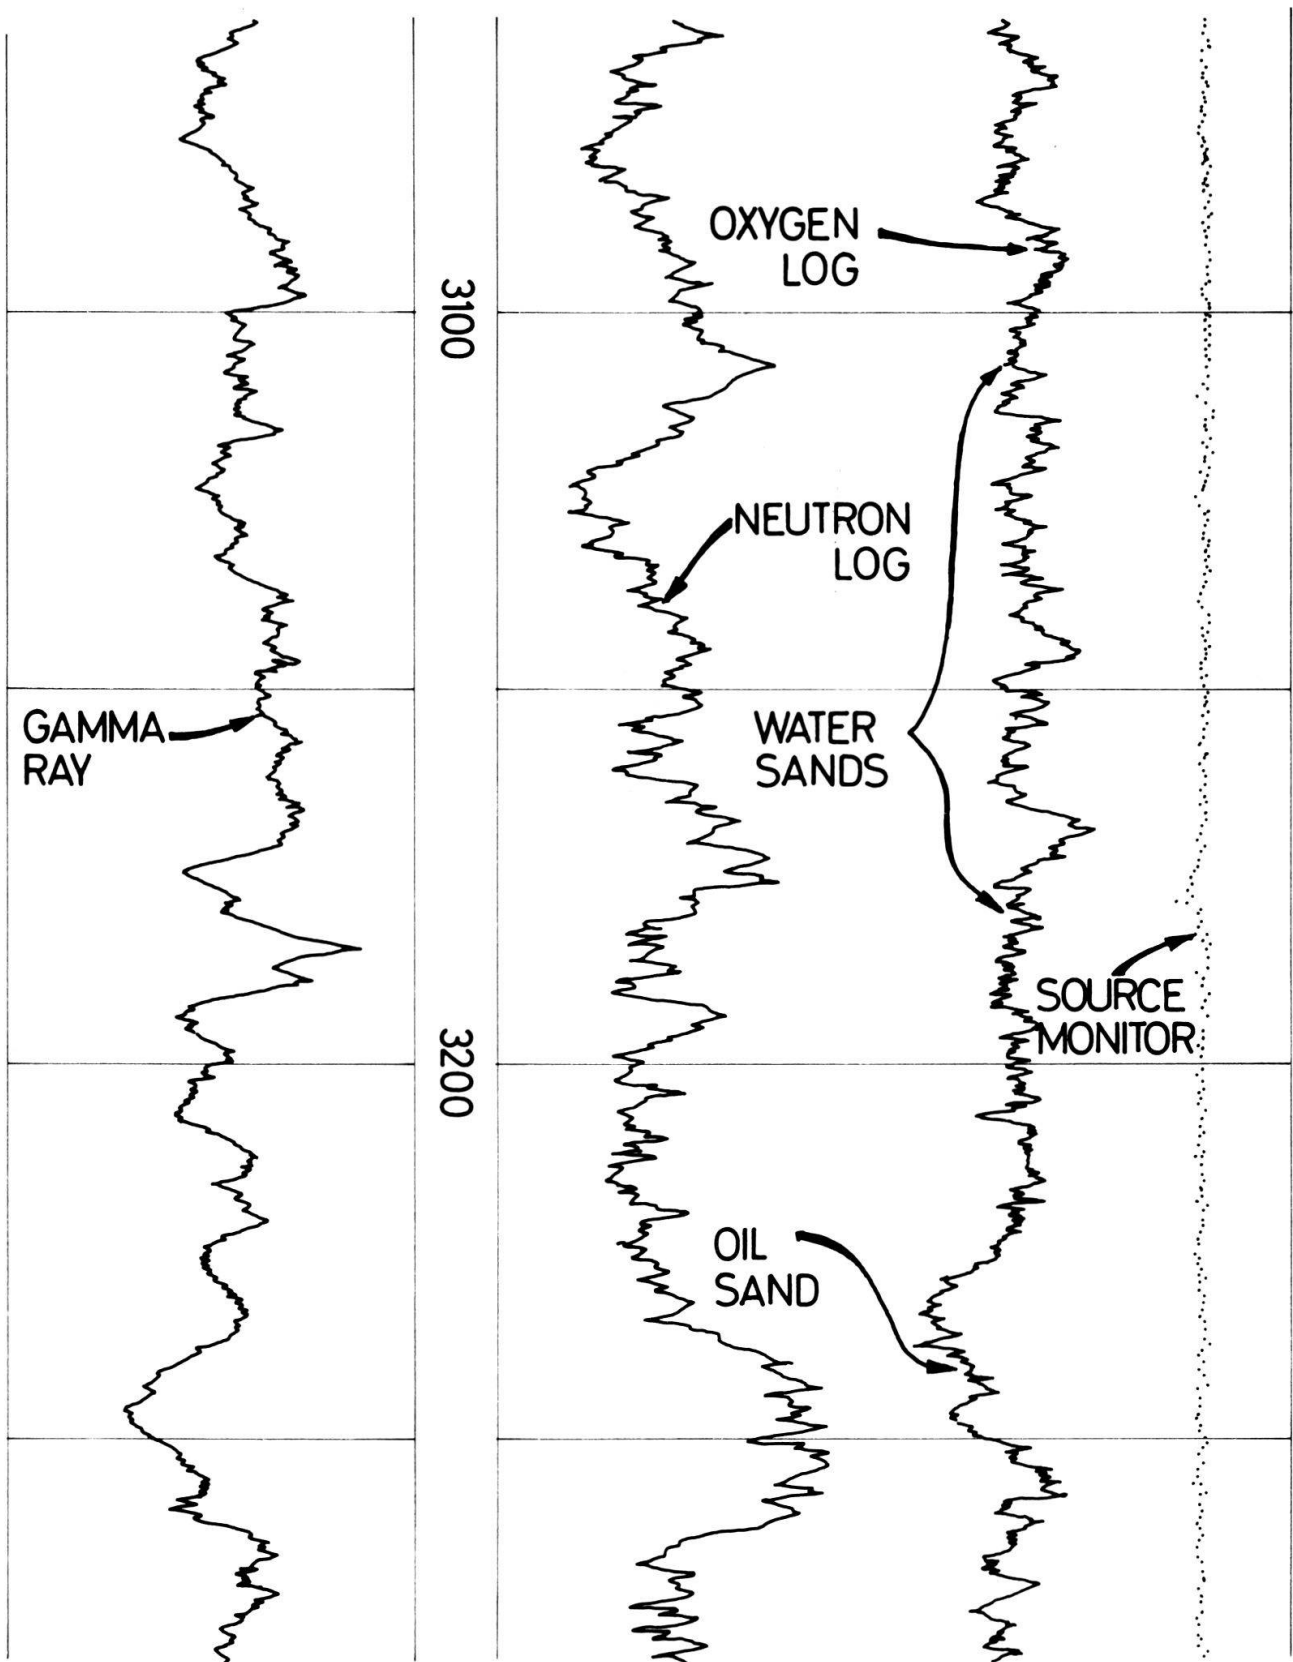 OXYGEN
LOG
3100
NEUTRON
LOG
GAMMA
RAY
WATER
SANDS
SOURCE
MONITOR
3200
OIL
SAND